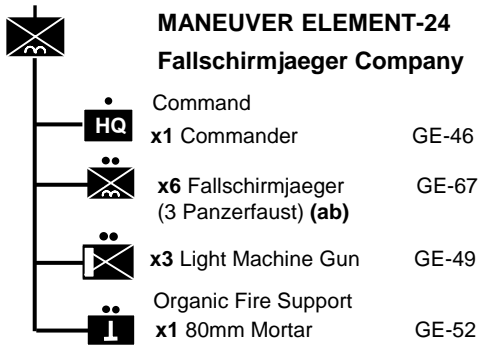 MANEUVER ELEMENT-24
Fallschirmjaeger Company
Command
HQ
x1 Commander GE-46
x6 Fallschirmjaeger GE-67
(3 Panzerfaust) (ab)
x3 Light Machine Gun GE-49
Organic Fire Support
x1 80mm Mortar GE-52